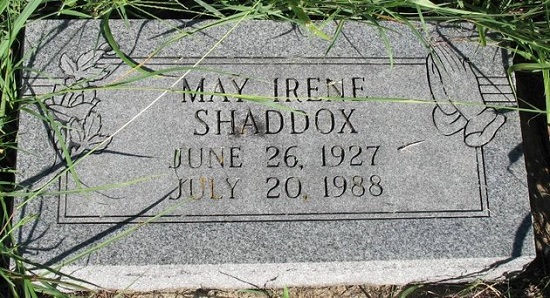 MAY IRENE
SHADDOX
JUNE 26, 1927
JULY 20, 1988